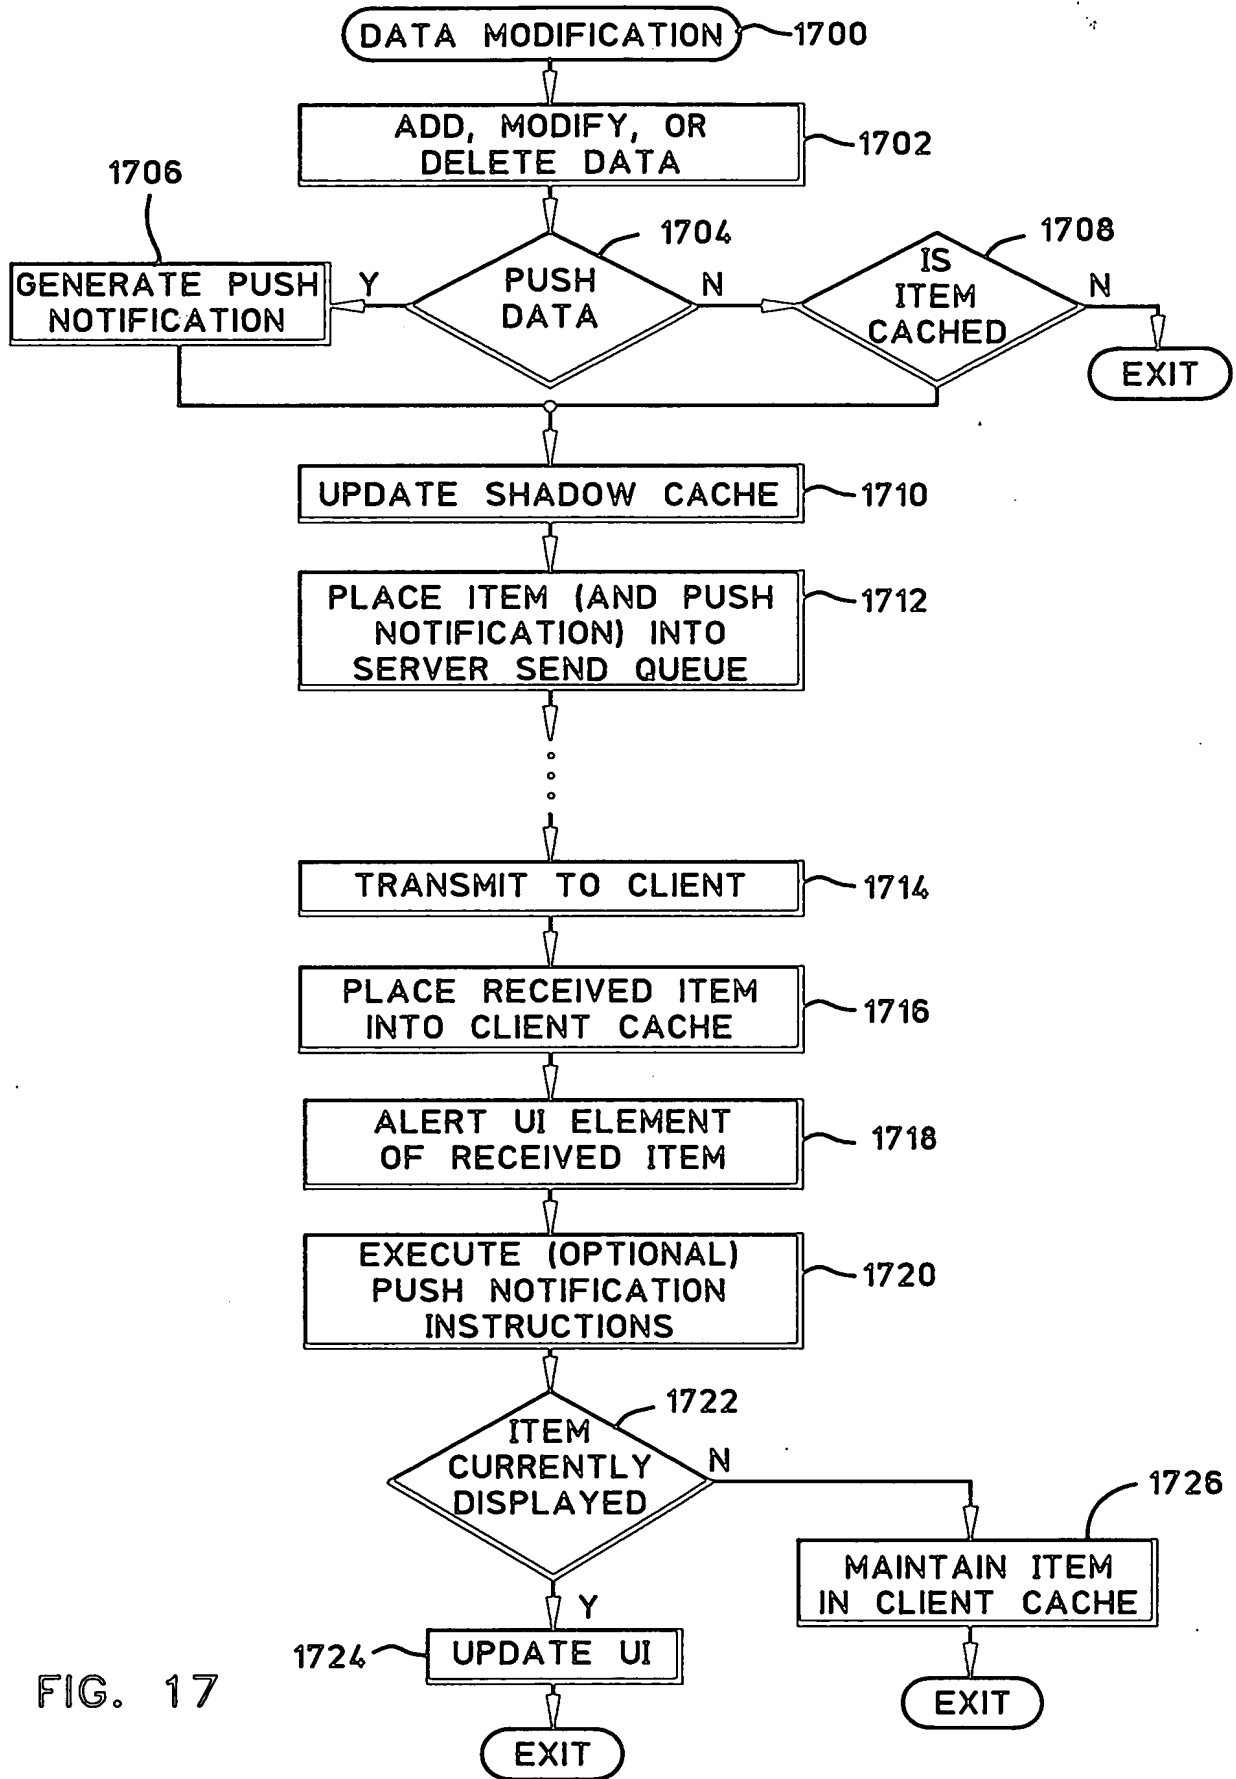 DATA MODIFICATION
1700
ADD, MODIFY, OR
DELETE DATA
1702
1706
1704
1708
GENERATE PUSH
NOTIFICATION
Y
PUSH
DATA
N
IS
ITEM
CACHED
N
EXIT
UPDATE SHADOW CACHE
1710
PLACE ITEM (AND PUSH
NOTIFICATION) INTO
SERVER SEND QUEUE
1712
TRANSMIT TO CLIENT
1714
PLACE RECEIVED ITEM
INTO CLIENT CACHE
1716
ALERT UI ELEMENT
OF RECEIVED ITEM
1718
EXECUTE (OPTIONAL)
PUSH NOTIFICATION
INSTRUCTIONS
1720
1722
ITEM
CURRENTLY
DISPLAYED
N
1726
MAINTAIN ITEM
IN CLIENT CACHE
Y
1724
UPDATE UI
EXIT
EXIT
FIG. 17